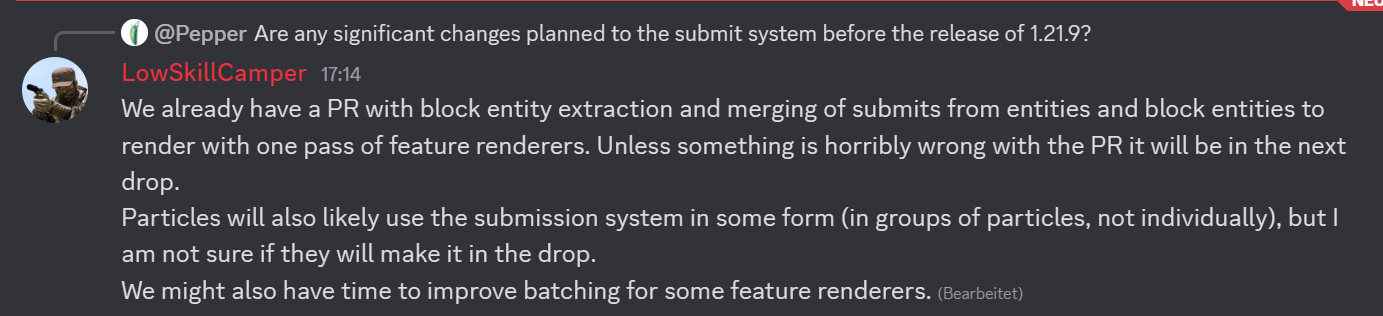 NEU
@Pepper Are any significant changes planned to the submit system before the release of 1.21.9?
LowSkillCamper 17:14
We already have a PR with block entity extraction and merging of submits from entities and block entities to
render with one pass of feature renderers. Unless something is horribly wrong with the PR it will be in the next
drop.
Particles will also likely use the submission system in some form (in groups of particles, not individually), but I
am not sure if they will make it in the drop.
We might also have time to improve batching for some feature renderers. (Bearbeitet)